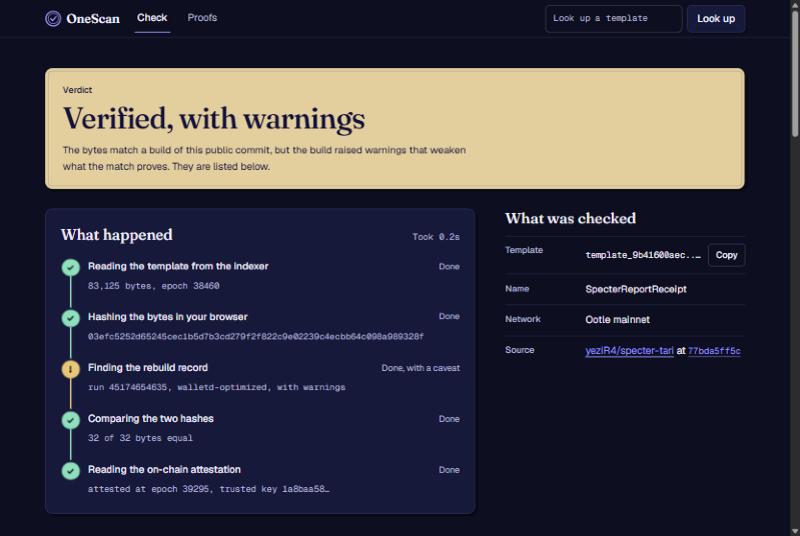 OneScan
Check
Proofs
Look up a template
Look up
Verdict
Verified, with warnings
The bytes match a build of this public commit, but the build raised warnings that weaken
what the match proves. They are listed below.
What happened
Took 0.2s
Reading the template from the indexer
Done
83,125 bytes, epoch 38460
Hashing the bytes in your browser
Done
03efc5252d65245cec1b5d7b3cd279f2f822c9e02239c4ecbb64c098a989328f
Finding the rebuild record
Done, with a caveat
run 45174654635, walletd-optimized, with warnings
Comparing the two hashes
Done
32 of 32 bytes equal
Reading the on-chain attestation
Done
attested at epoch 39295, trusted key 1a8baa58…
What was checked
Template
template_9b41600aec...…
Copy
Name
SpecterReportReceipt
Network
Ootle mainnet
Source
yeziR4/specter-tari at 77bda5ff5c